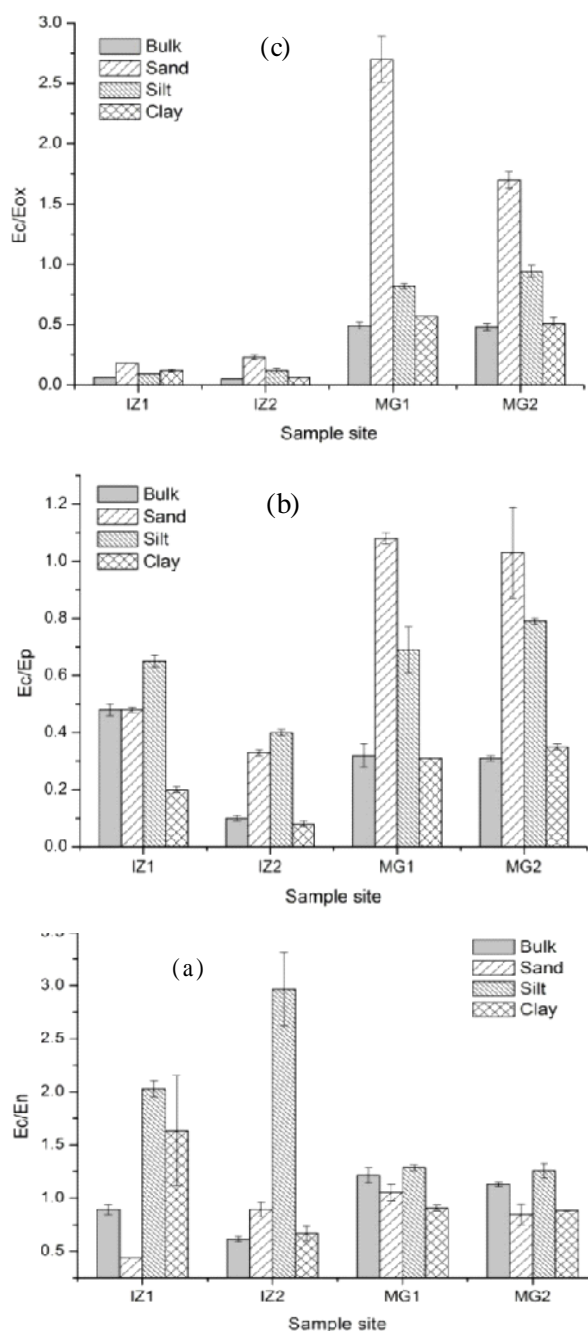 (c)
Bulk
Sand
Silt
Clay
3.0
2.5
2.0
1.5
1.0
0.5
0.0
Ec/Eox
IZ1 IZ2 MG1 MG2
Sample site
(b)
Bulk
Sand
Silt
Clay
1.2
1.0
0.8
0.6
0.4
0.2
0.0
Ec/Ep
IZ1 IZ2 MG1 MG2
Sample site
(a)
Bulk
Sand
Silt
Clay
3.0
2.5
2.0
1.5
1.0
0.5
Ec/En
IZ1 IZ2 MG1 MG2
Sample site